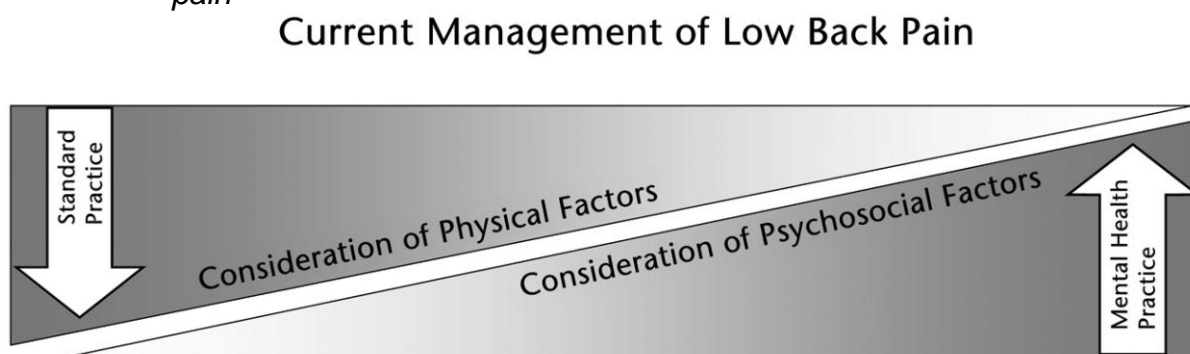 pain
Current Management of Low Back Pain
Standard
Practice
Consideration of Physical Factors
Consideration of Psychosocial Factors
Mental Health
Practice